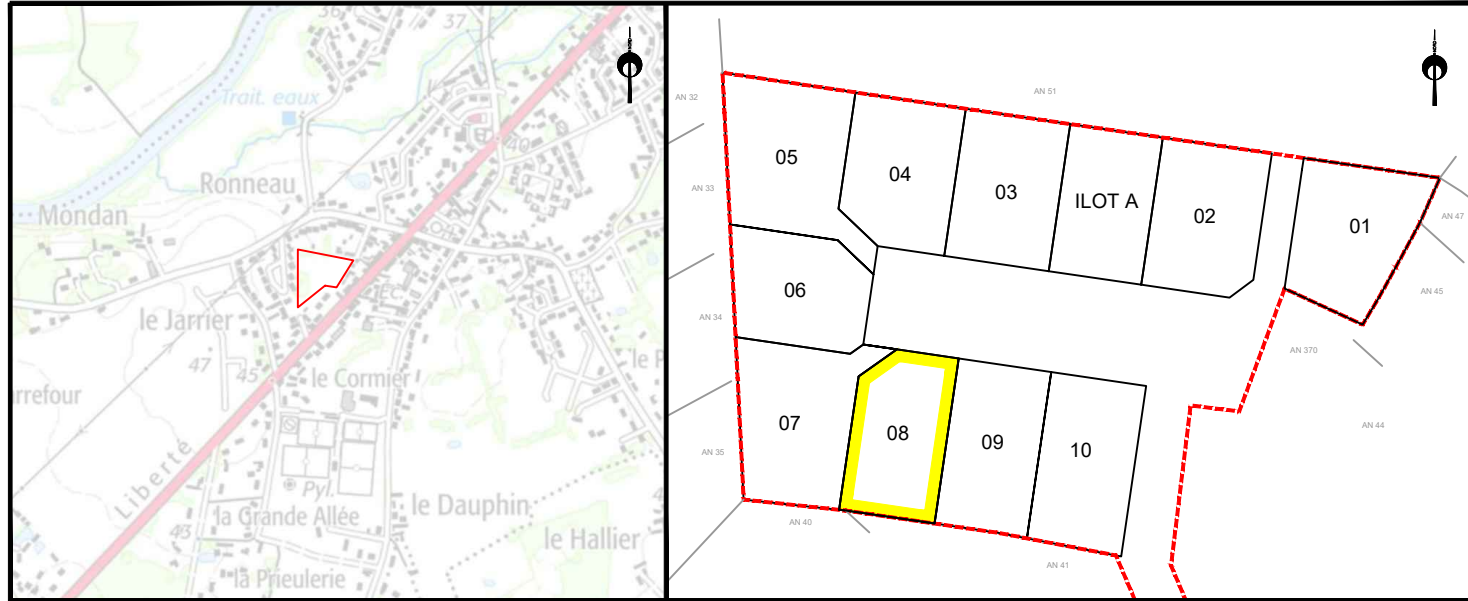 36
37
Trait. eaux
40
Ronneau
Mondan
le Jarrier
47
45
le Cormier
Liberté
Pyl.
la Grande Allée
le Dauphin
43
le Hallier
la Prieulerie
AN 32
AN 51
05
04
03
ILOT A
02
01
AN 33
AN 47
AN 45
06
AN 34
AN 370
07
08
09
10
AN 44
AN 35
AN 40
AN 41